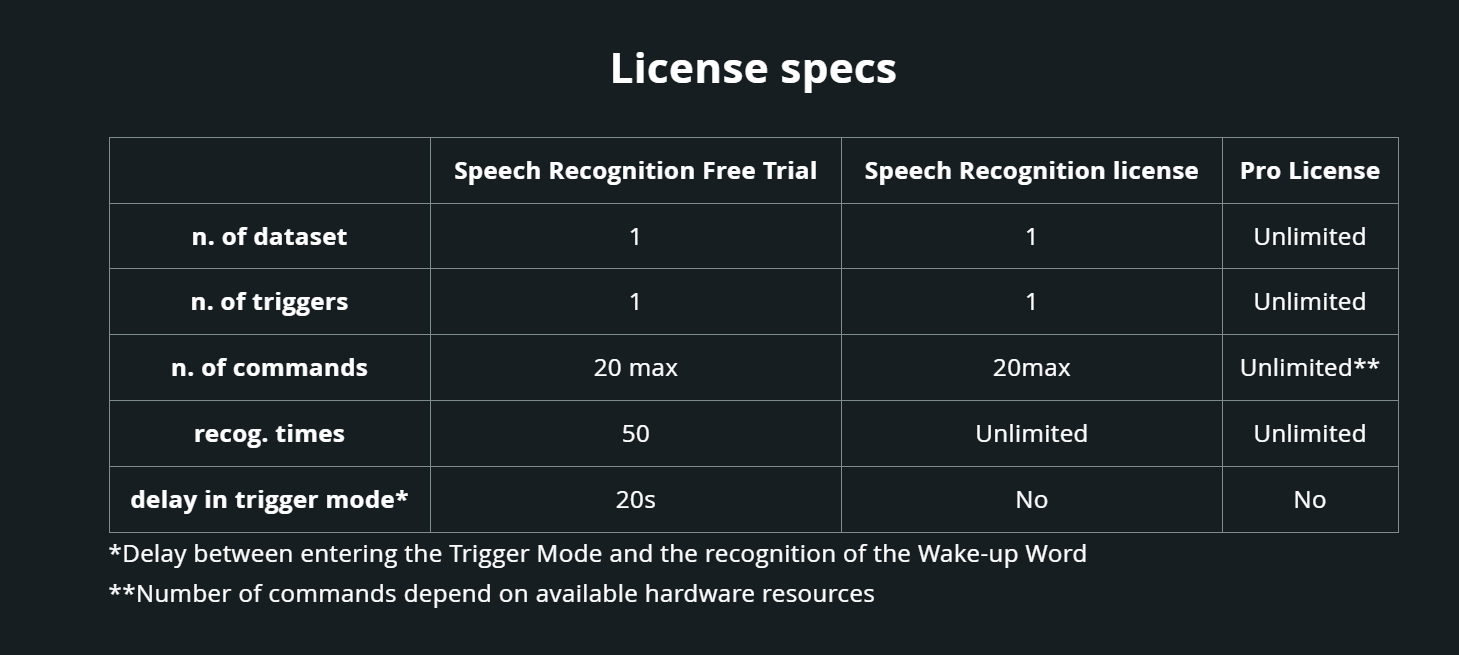 License specs
Speech Recognition Free Trial Speech Recognition license Pro License
n. of dataset 1 1 Unlimited
n. of triggers 1 1 Unlimited
n. of commands 20 max 20max Unlimited**
recog. times 50 Unlimited Unlimited
delay in trigger mode* 20s No No
*Delay between entering the Trigger Mode and the recognition of the Wake-up Word
**Number of commands depend on available hardware resources